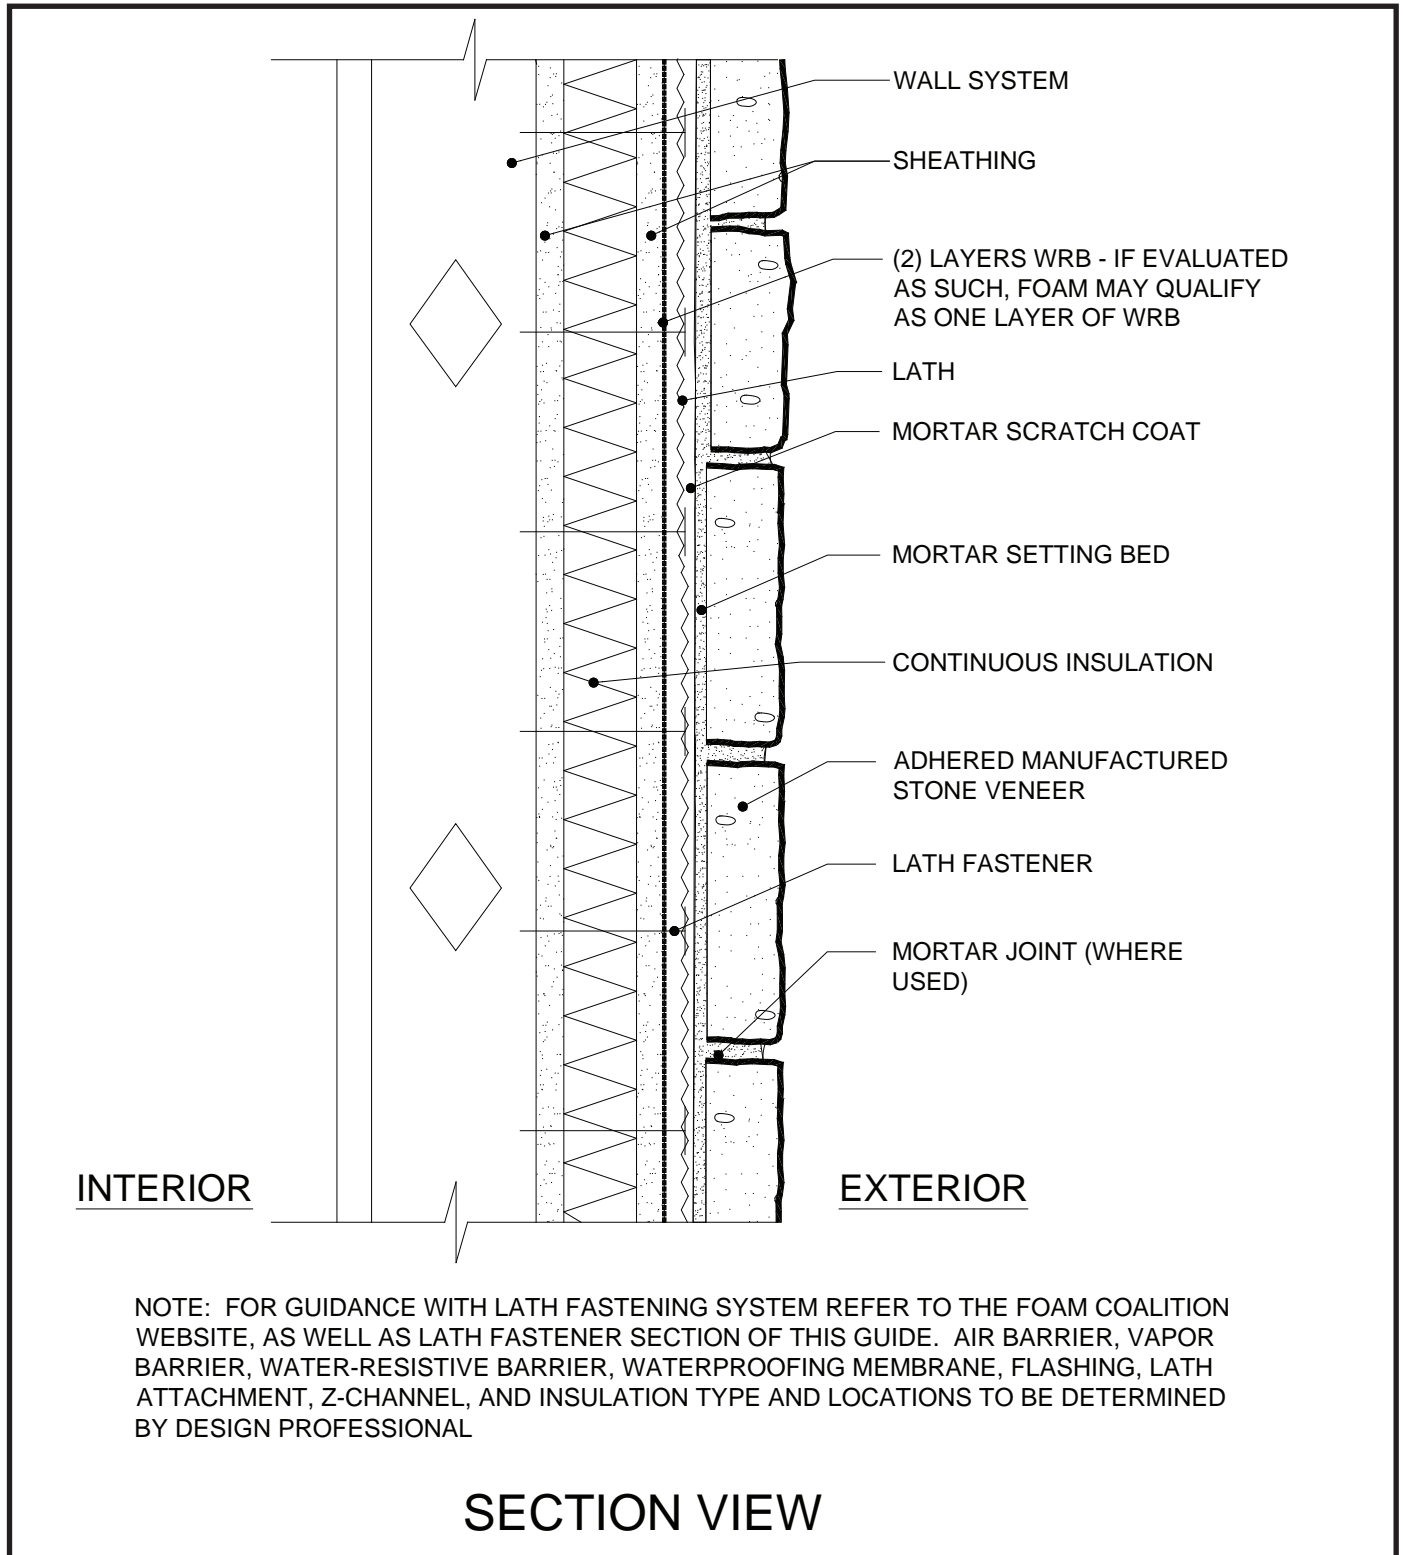 WALL SYSTEM
SHEATHING
(2) LAYERS WRB - IF EVALUATED
AS SUCH, FOAM MAY QUALIFY
AS ONE LAYER OF WRB
LATH
MORTAR SCRATCH COAT
MORTAR SETTING BED
CONTINUOUS INSULATION
ADHERED MANUFACTURED
STONE VENEER
LATH FASTENER
MORTAR JOINT (WHERE
USED)
INTERIOR
EXTERIOR
NOTE: FOR GUIDANCE WITH LATH FASTENING SYSTEM REFER TO THE FOAM COALITION
WEBSITE, AS WELL AS LATH FASTENER SECTION OF THIS GUIDE. AIR BARRIER, VAPOR
BARRIER, WATER-RESISTIVE BARRIER, WATERPROOFING MEMBRANE, FLASHING, LATH
ATTACHMENT, Z-CHANNEL, AND INSULATION TYPE AND LOCATIONS TO BE DETERMINED
BY DESIGN PROFESSIONAL
SECTION VIEW